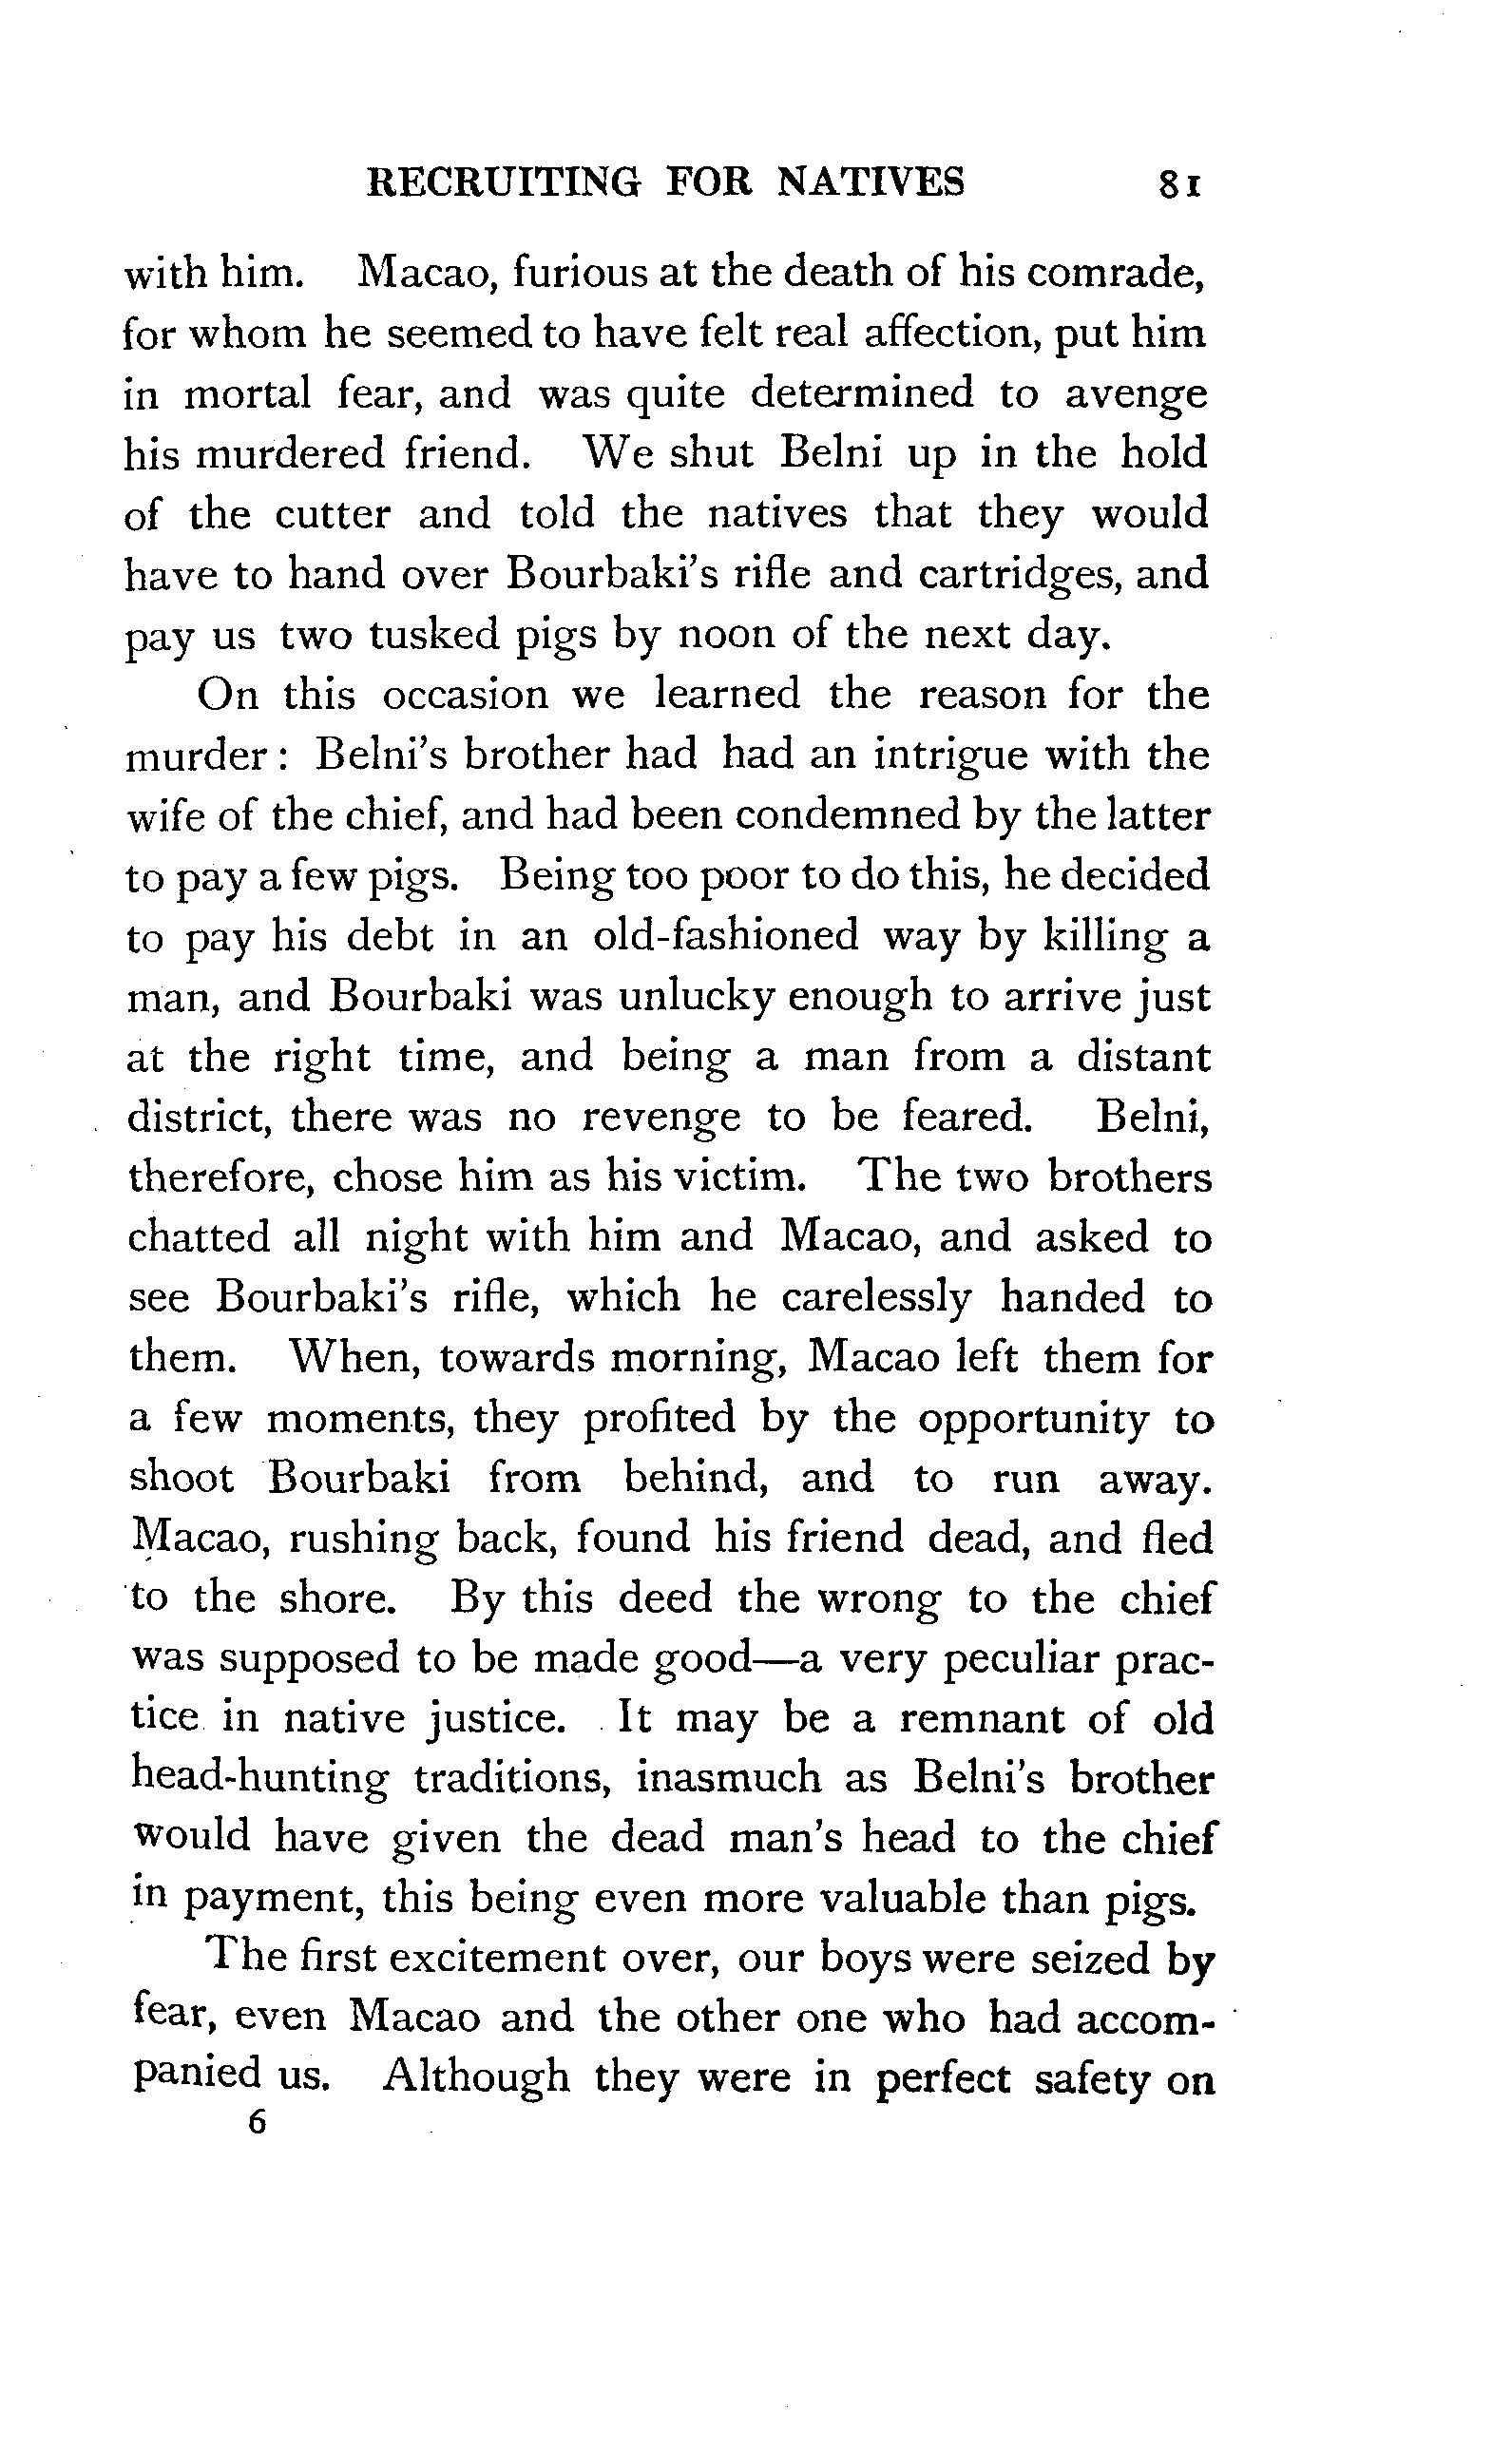 RECRUITING FOR NATIVES 81
with him. Macao, furious at the death of his comrade,
for whom he seemed to have felt real affection, put him
in mortal fear, and was quite determined to avenge
his murdered friend. We shut Belni up in the hold
of the cutter and told the natives that they would
have to hand over Bourbaki's rifle and cartridges, and
pay us two tusked pigs by noon of the next day.
On this occasion we learned the reason for the
murder: Belni's brother had had an intrigue with the
wife of the chief, and had been condemned by the latter
to pay a few pigs. Being too poor to do this, he decided
to pay his debt in an old-fashioned way by killing a
man, and Bourbaki was unlucky enough to arrive just
at the right time, and being a man from a distant
district, there was no revenge to be feared. Belni,
therefore, chose him as his victim. The two brothers
chatted all night with him and Macao, and asked to
see Bourbaki's rifle, which he carelessly handed to
them. When, towards morning, Macao left them for
a few moments, they profited by the opportunity to
shoot Bourbaki from behind, and to run away.
Macao, rushing back, found his friend dead, and fled
to the shore. By this deed the wrong to the chief
was supposed to be made good—a very peculiar prac-
tice in native justice. It may be a remnant of old
head-hunting traditions, inasmuch as Belni's brother
would have given the dead man's head to the chief
in payment, this being even more valuable than pigs.
The first excitement over, our boys were seized by
fear, even Macao and the other one who had accom-
panied us. Although they were in perfect safety on
6